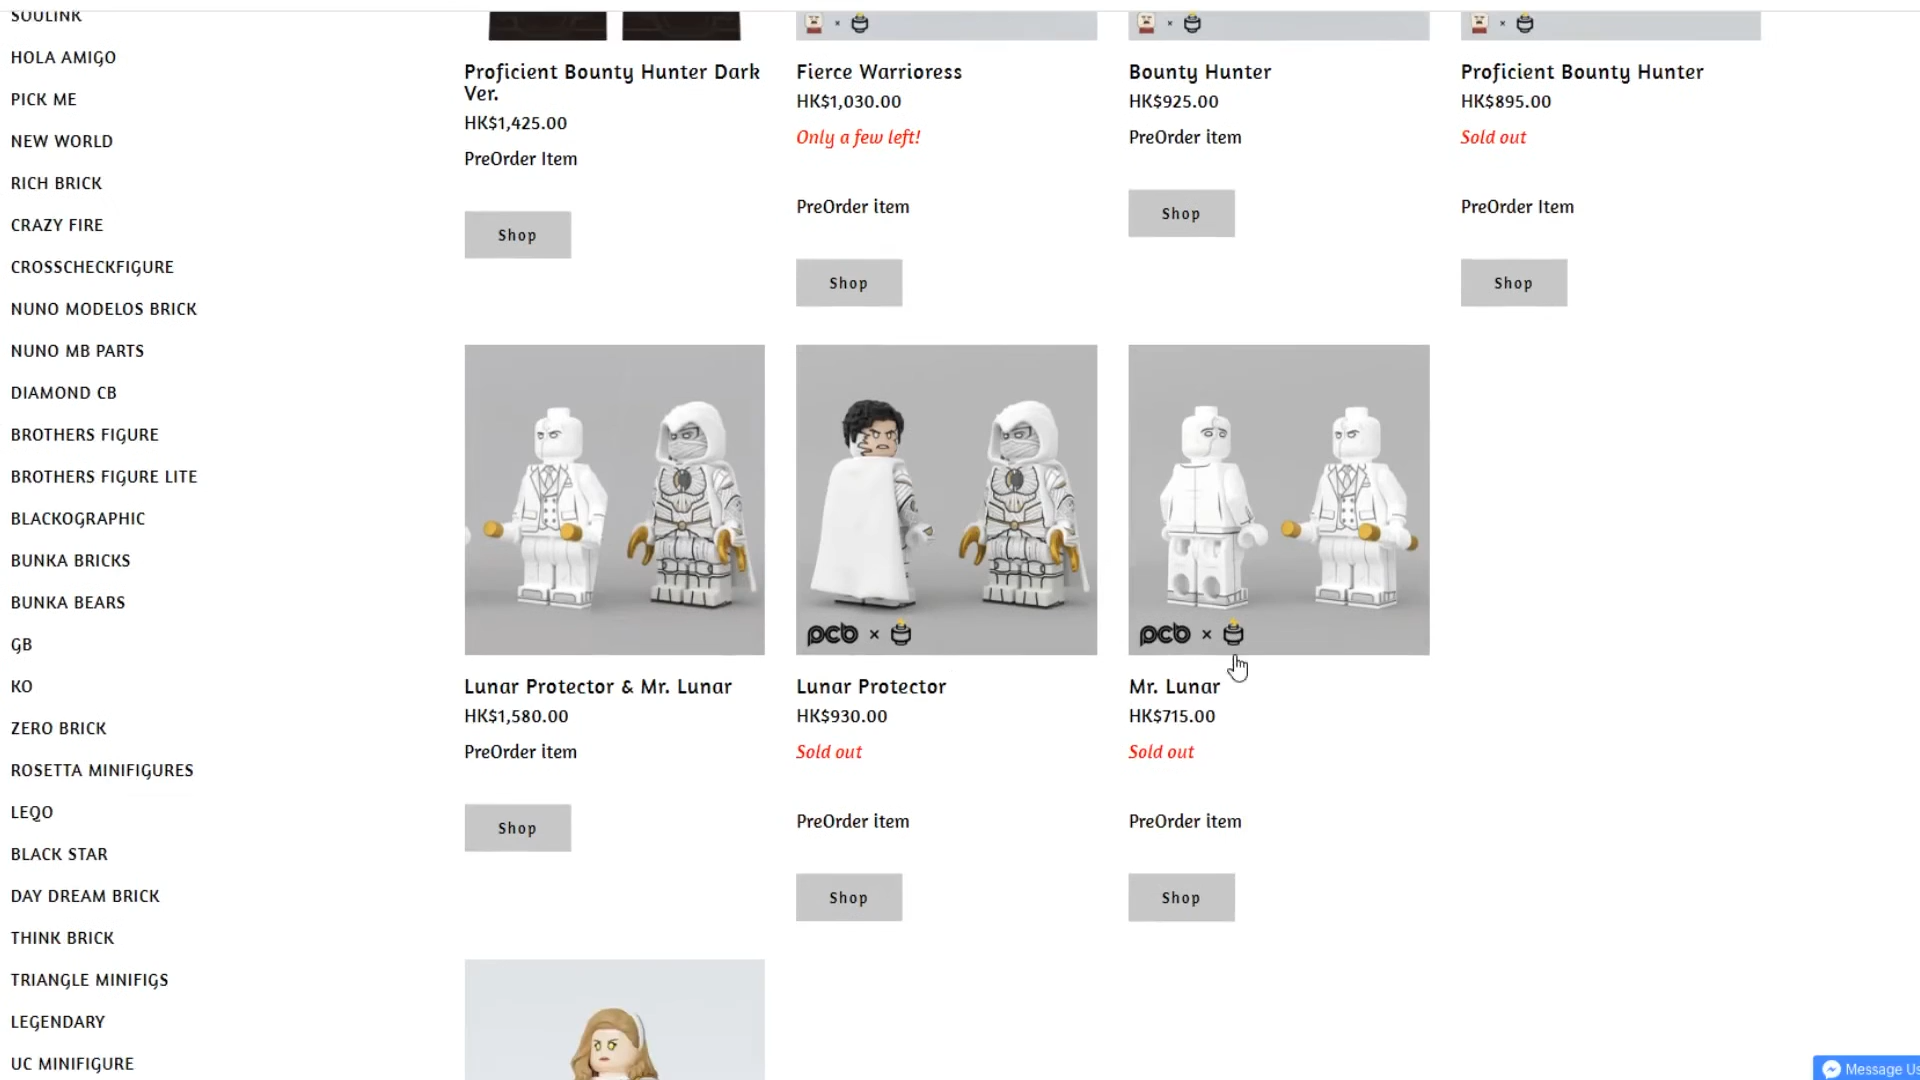 SOULINK
HOLA AMIGO
PICK ME
NEW WORLD
RICH BRICK
CRAZY FIRE
CROSSCHECKFIGURE
NUNO MODELOS BRICK
NUNO MB PARTS
DIAMOND CB
BROTHERS FIGURE
BROTHERS FIGURE LITE
BLACKOGRAPHIC
BUNKA BRICKS
BUNKA BEARS
GB
KO
ZERO BRICK
ROSETTA MINIFIGURES
LEQO
BLACK STAR
DAY DREAM BRICK
THINK BRICK
TRIANGLE MINIFIGS
LEGENDARY
UC MINIFIGURE
×
×
×
Proficient Bounty Hunter Dark
Ver.
HK$1,425.00
PreOrder Item
Shop
Fierce Warrioress
HK$1,030.00
Only a few left!
PreOrder item
Shop
Bounty Hunter
HK$925.00
PreOrder item
Shop
Proficient Bounty Hunter
HK$895.00
Sold out
PreOrder Item
Shop
Lunar Protector & Mr. Lunar
HK$1,580.00
PreOrder item
Shop
pcb ×
Lunar Protector
HK$930.00
Sold out
PreOrder item
Shop
pcb ×
Mr. Lunar
HK$715.00
Sold out
PreOrder item
Shop
Message Us